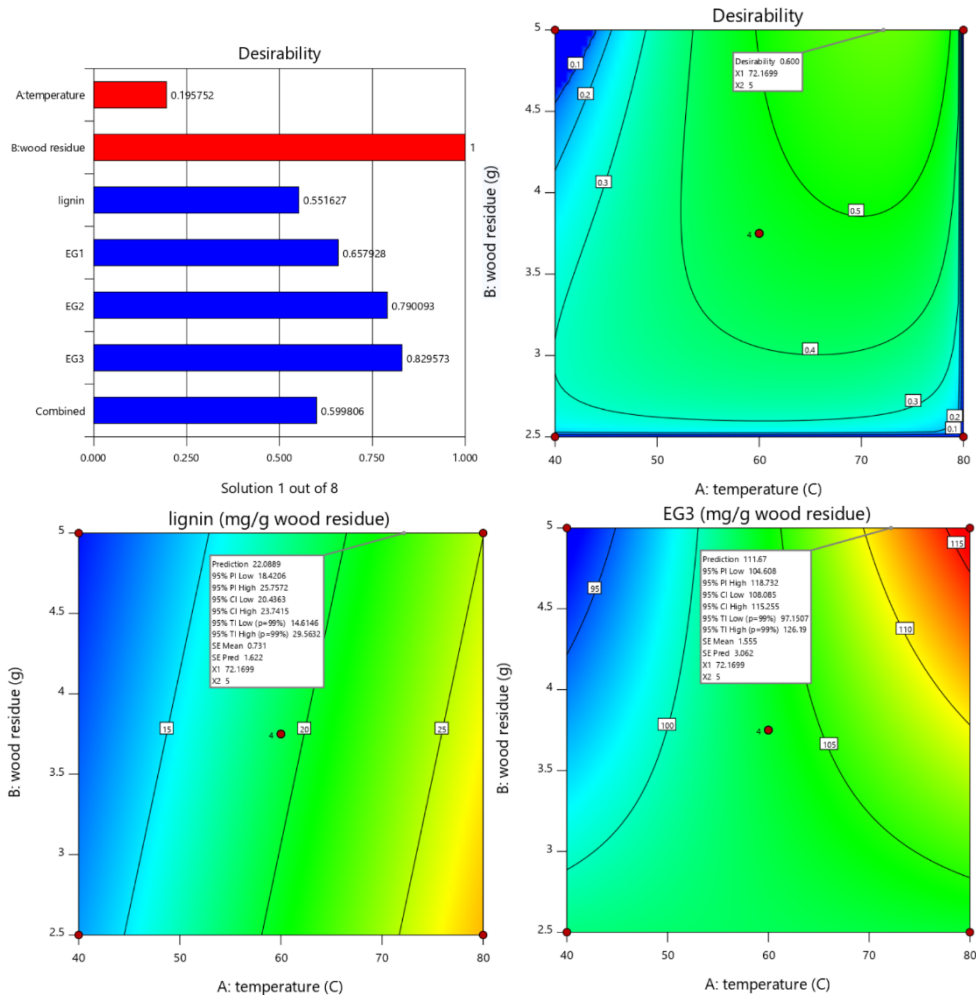 Desirability
A:temperature
0.195752
B:wood residue
1
lignin
0.551627
EG1
0.657928
EG2
0.790093
EG3
0.829573
Combined
0.599806
0.000
0.250
0.500
0.750
1.000
Solution 1 out of 8
Desirability
B: wood residue (g)
5
4.5
4
3.5
3
2.5
0.1
0.2
0.3
Desirability 0.600
X1 72.1699
X2 5
0.5
4
0.4
0.3
0.2
0.1
40
50
60
70
80
A: temperature (C)
lignin (mg/g wood residue)
B: wood residue (g)
5
4.5
4
3.5
3
2.5
Prediction 22.0889
95% PI Low 18.4206
95% PI High 25.7572
95% CI Low 20.4363
95% CI High 23.7415
95% TI Low (p=99%) 14.6146
95% TI High (p=99%) 29.5632
SE Mean 0.731
SE Pred 1.622
X1 72.1699
X2 5
15
4
20
25
40
50
60
70
80
A: temperature (C)
EG3 (mg/g wood residue)
B: wood residue (g)
5
4.5
4
3.5
3
2.5
95
Prediction 111.67
95% PI Low 104.608
95% PI High 118.732
95% CI Low 108.085
95% CI High 115.255
95% TI Low (p=99%) 97.1507
95% TI High (p=99%) 126.19
SE Mean 1.555
SE Pred 3.062
X1 72.1699
X2 5
115
110
100
4
105
40
50
60
70
80
A: temperature (C)